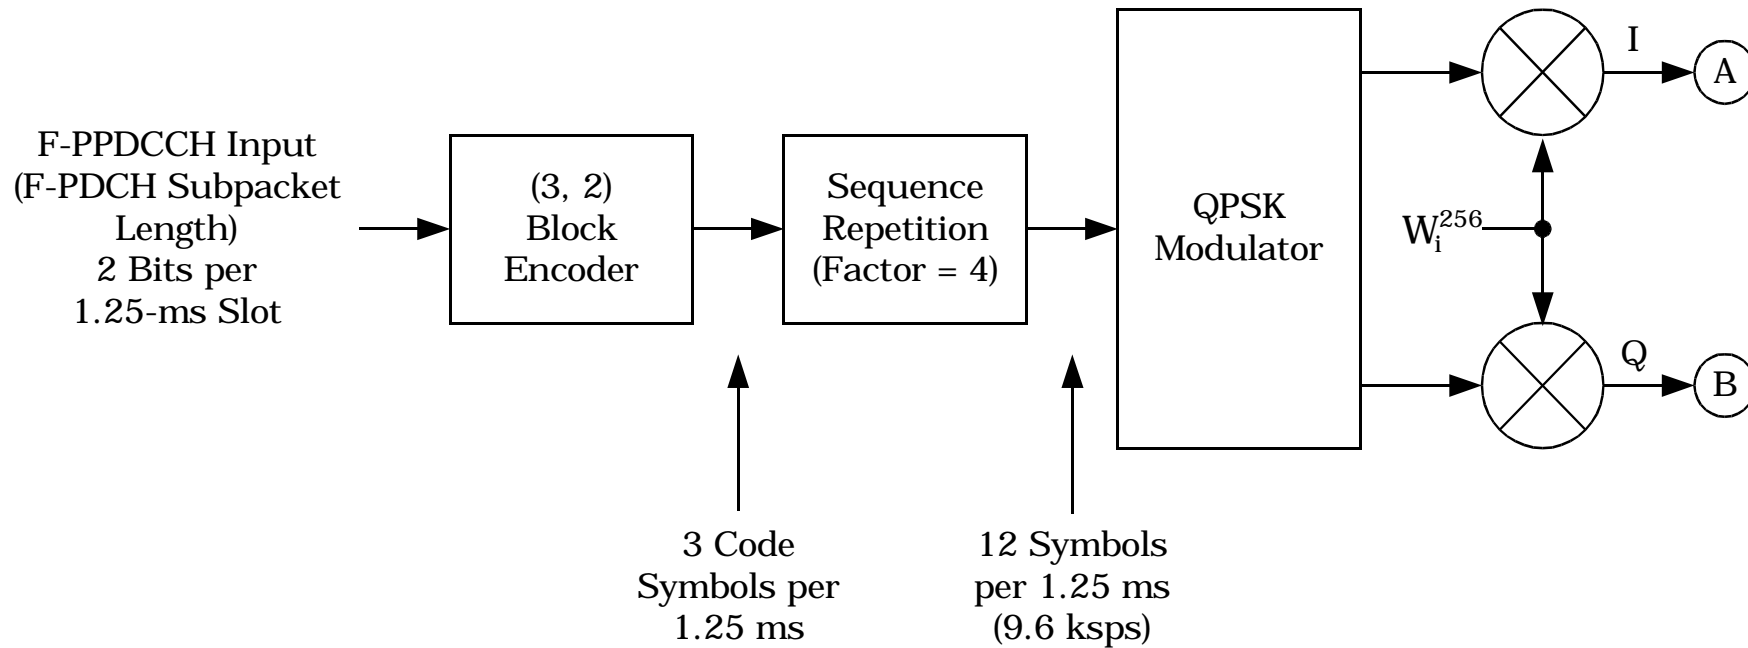 F-PPDCCH Input
(F-PDCH Subpacket
Length)
2 Bits per
1.25-ms Slot
(3, 2)
Block
Encoder
3 Code
Symbols per
1.25 ms
Sequence
Repetition
(Factor = 4)
12 Symbols
per 1.25 ms
(9.6 ksps)
QPSK
Modulator
W_i^256
I
A
Q
B